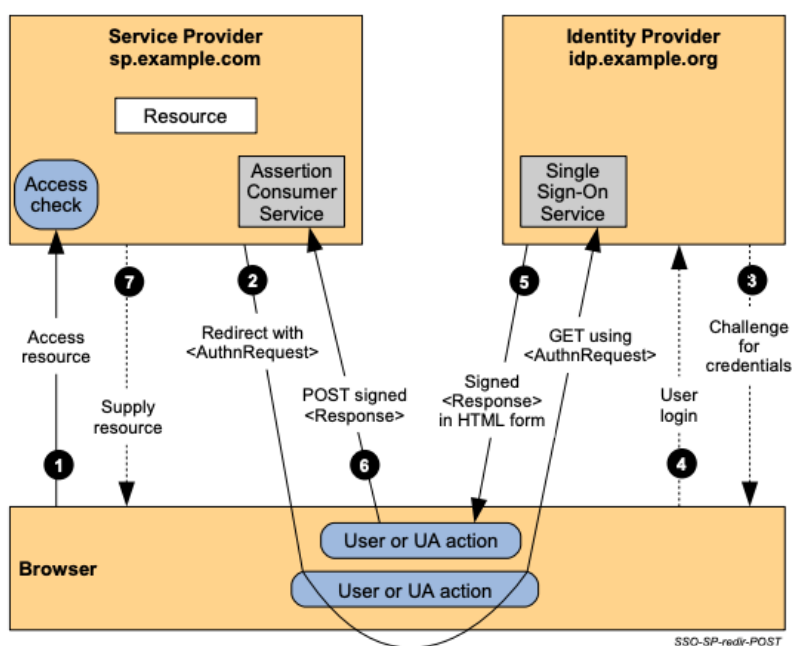 Service Provider
sp.example.com
Identity Provider
idp.example.org
Resource
Access
check
Assertion
Consumer
Service
Single
Sign-On
Service
7
2
5
3
Access
resource
Redirect with
<AuthnRequest>
GET using
<AuthnRequest>
Challenge
for
credentials
Supply
resource
POST signed
<Response>
Signed
<Response>
in HTML form
User
login
1
6
4
User or UA action
Browser
User or UA action
SSO-SP-redir-POST